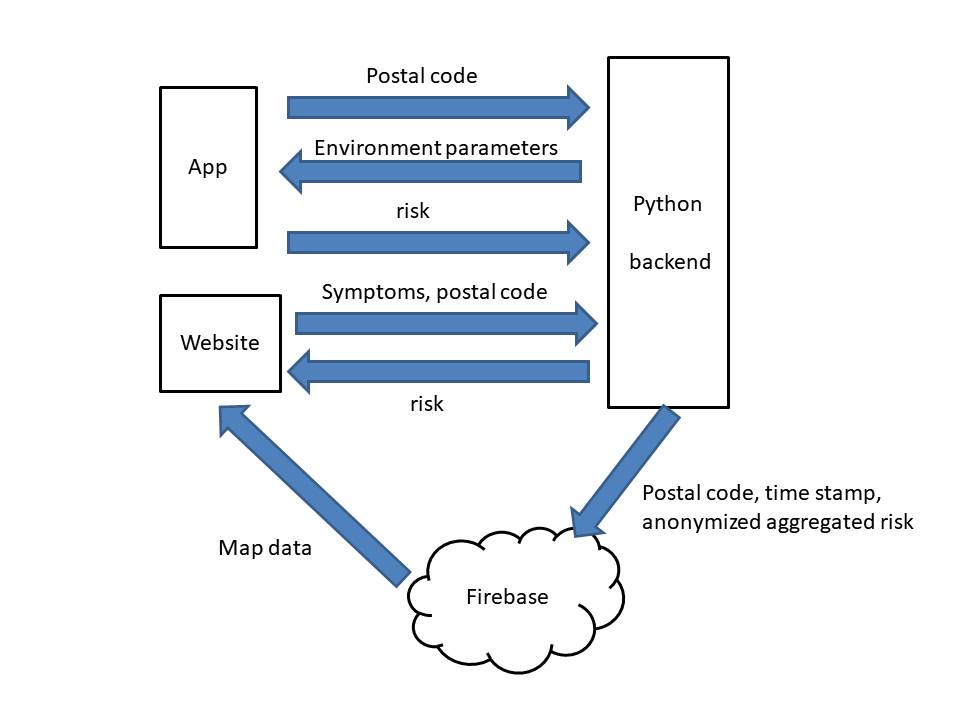 Postal code
App
Environment parameters
risk
Python
backend
Symptoms, postal code
Website
risk
Postal code, time stamp,
anonymized aggregated risk
Map data
Firebase